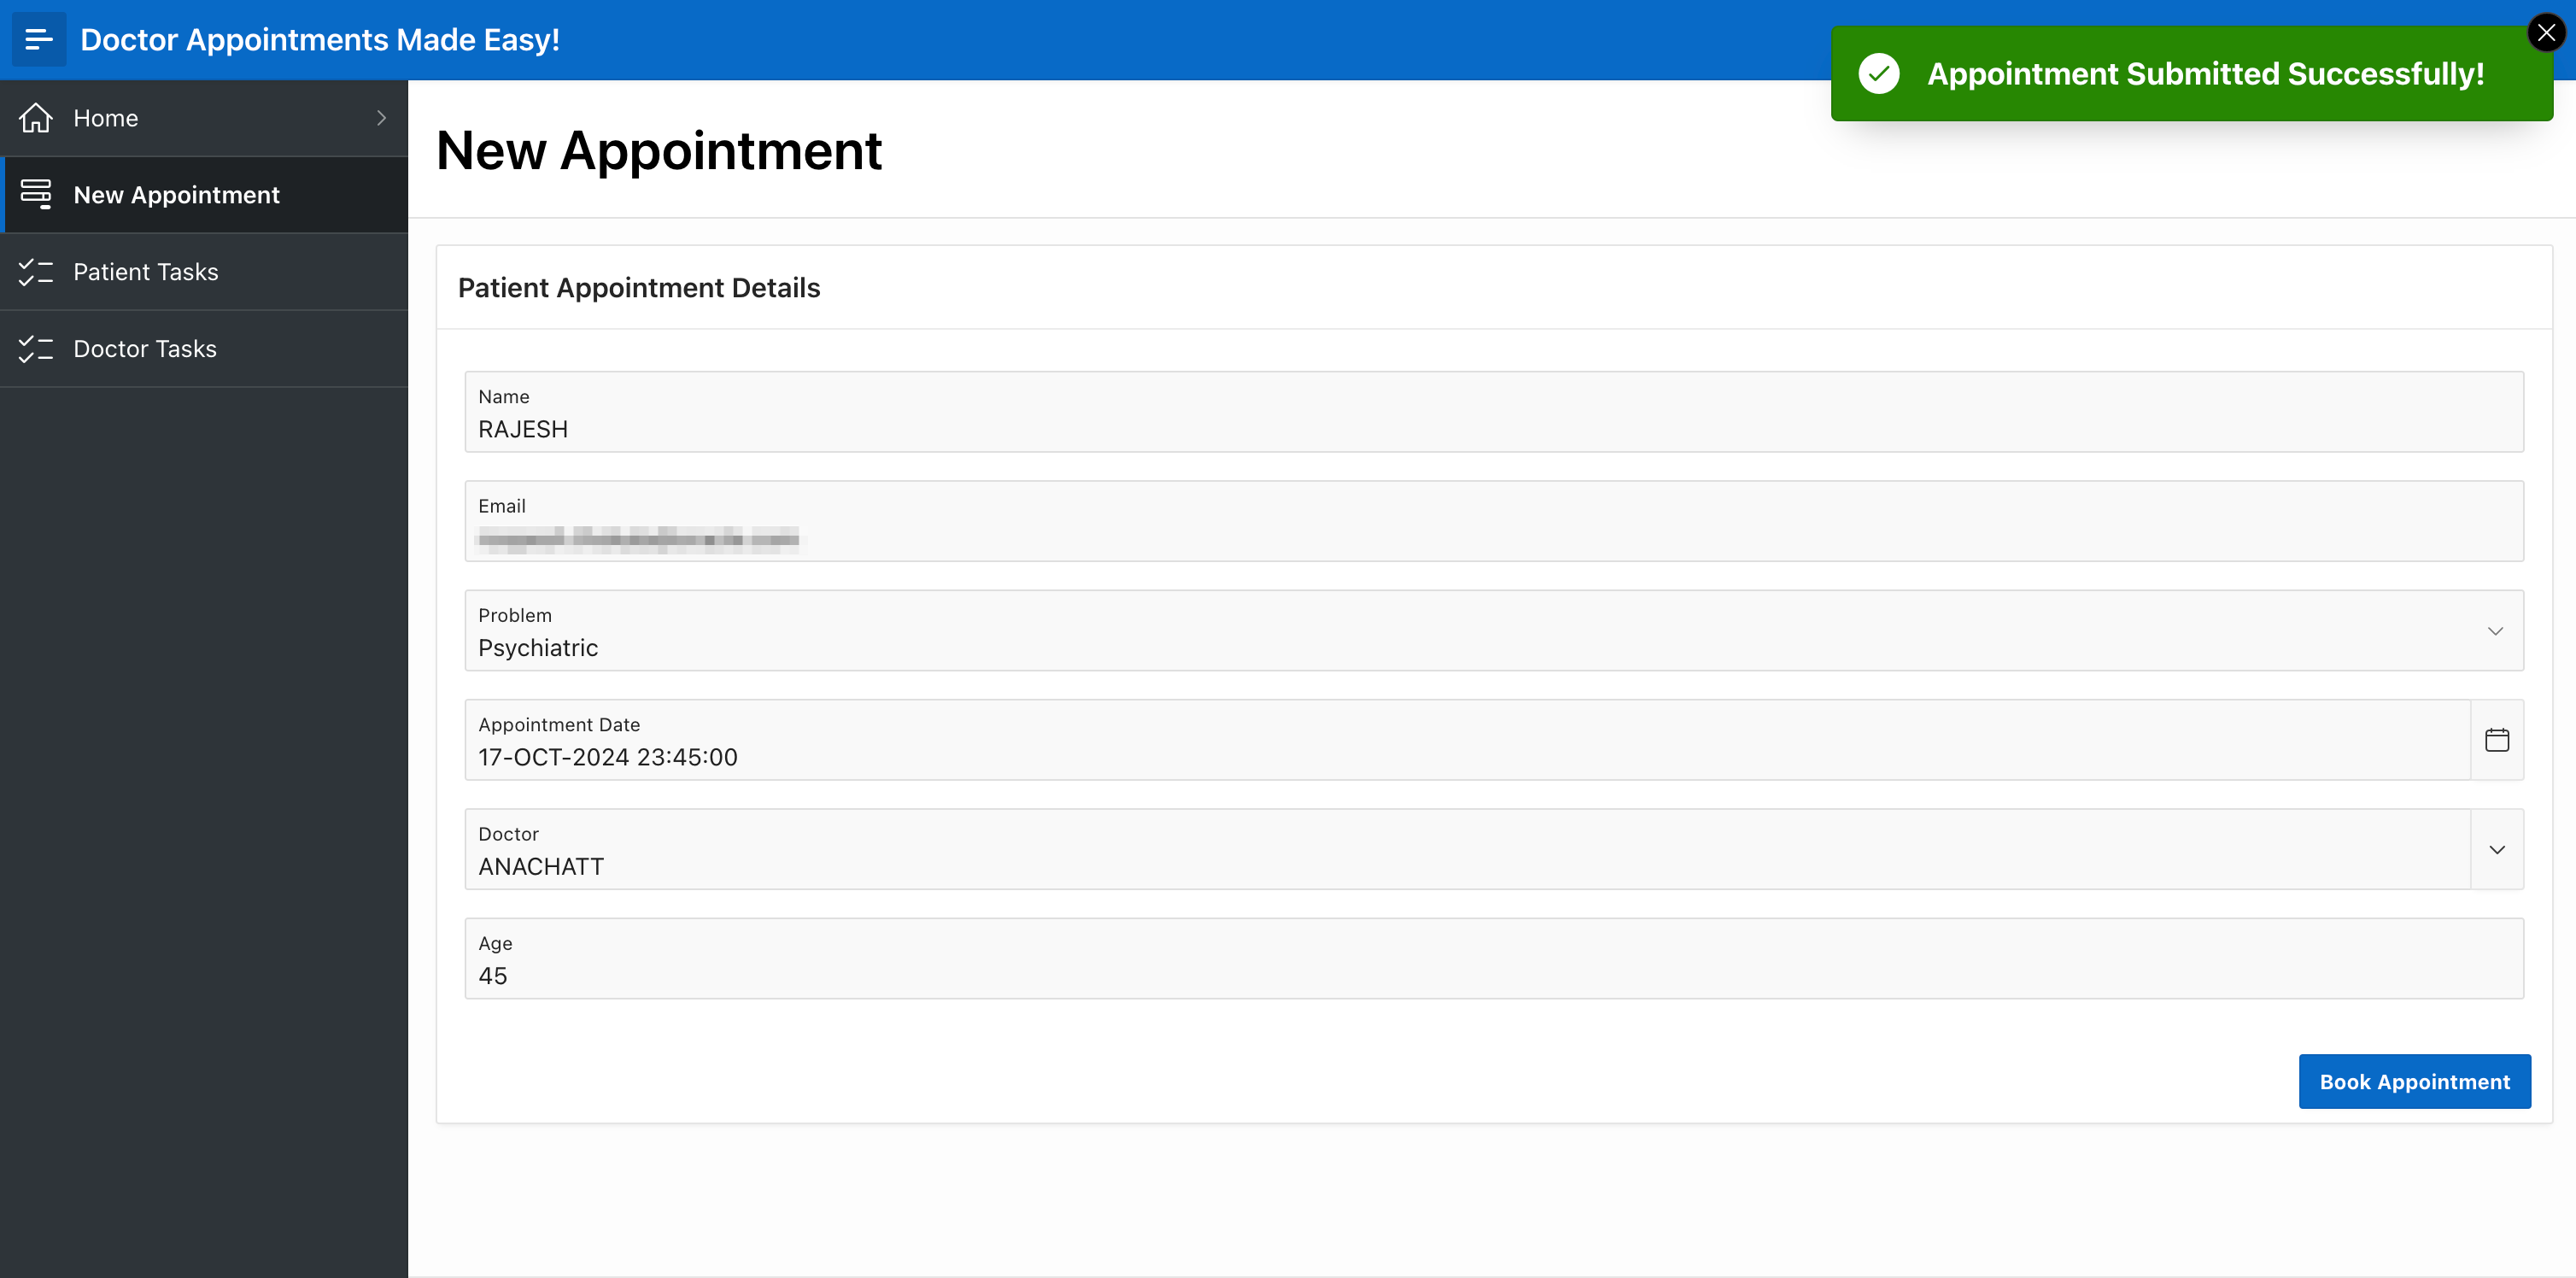 Doctor Appointments Made Easy!
Appointment Submitted Successfully!
Home
New Appointment
Patient Tasks
Doctor Tasks
New Appointment
Patient Appointment Details
Name
RAJESH
Email
Problem
Psychiatric
Appointment Date
17-OCT-2024 23:45:00
Doctor
ANACHATT
Age
45
Book Appointment